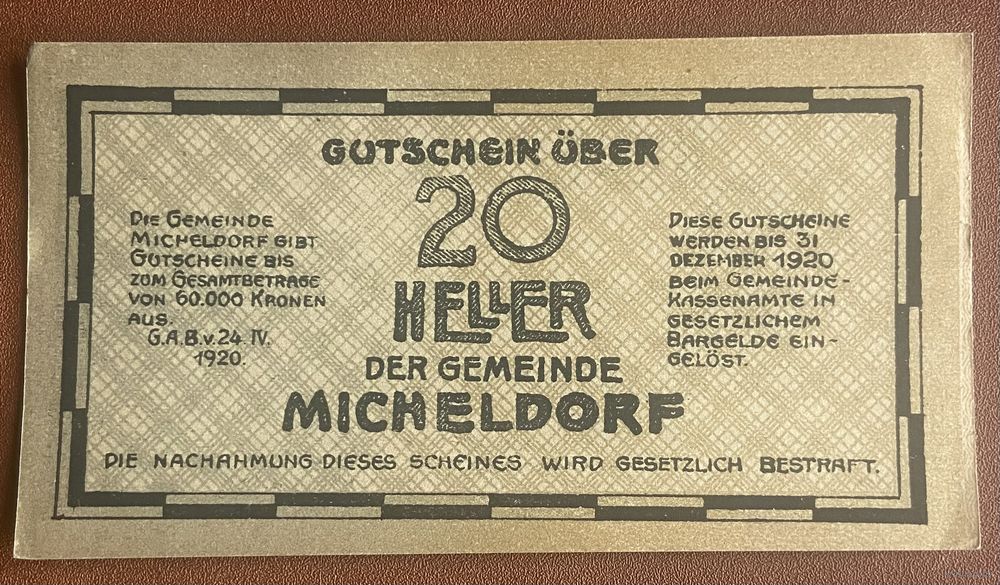 GUTSCHEIN ÜBER
20
HELLER
DER GEMEINDE
MICHELDORF
DIE GEMEINDE
MICHELDORF GIBT
GUTSCHEINE BIS
ZUM GESAMTBETRAGE
VON 60.000 KRONEN
AUS.
G.A.B.v. 24. IV.
1920.
DIESE GUTSCHEINE
WERDEN BIS 31
DEZEMBER 1920
BEIM GEMEINDE-
KASSENAMTE IN
GESETZLICHEM
BARGELDE EIN-
GELÖST.
DIE NACHAHMUNG DIESES SCHEINES WIRD GESETZLICH BESTRAFT.